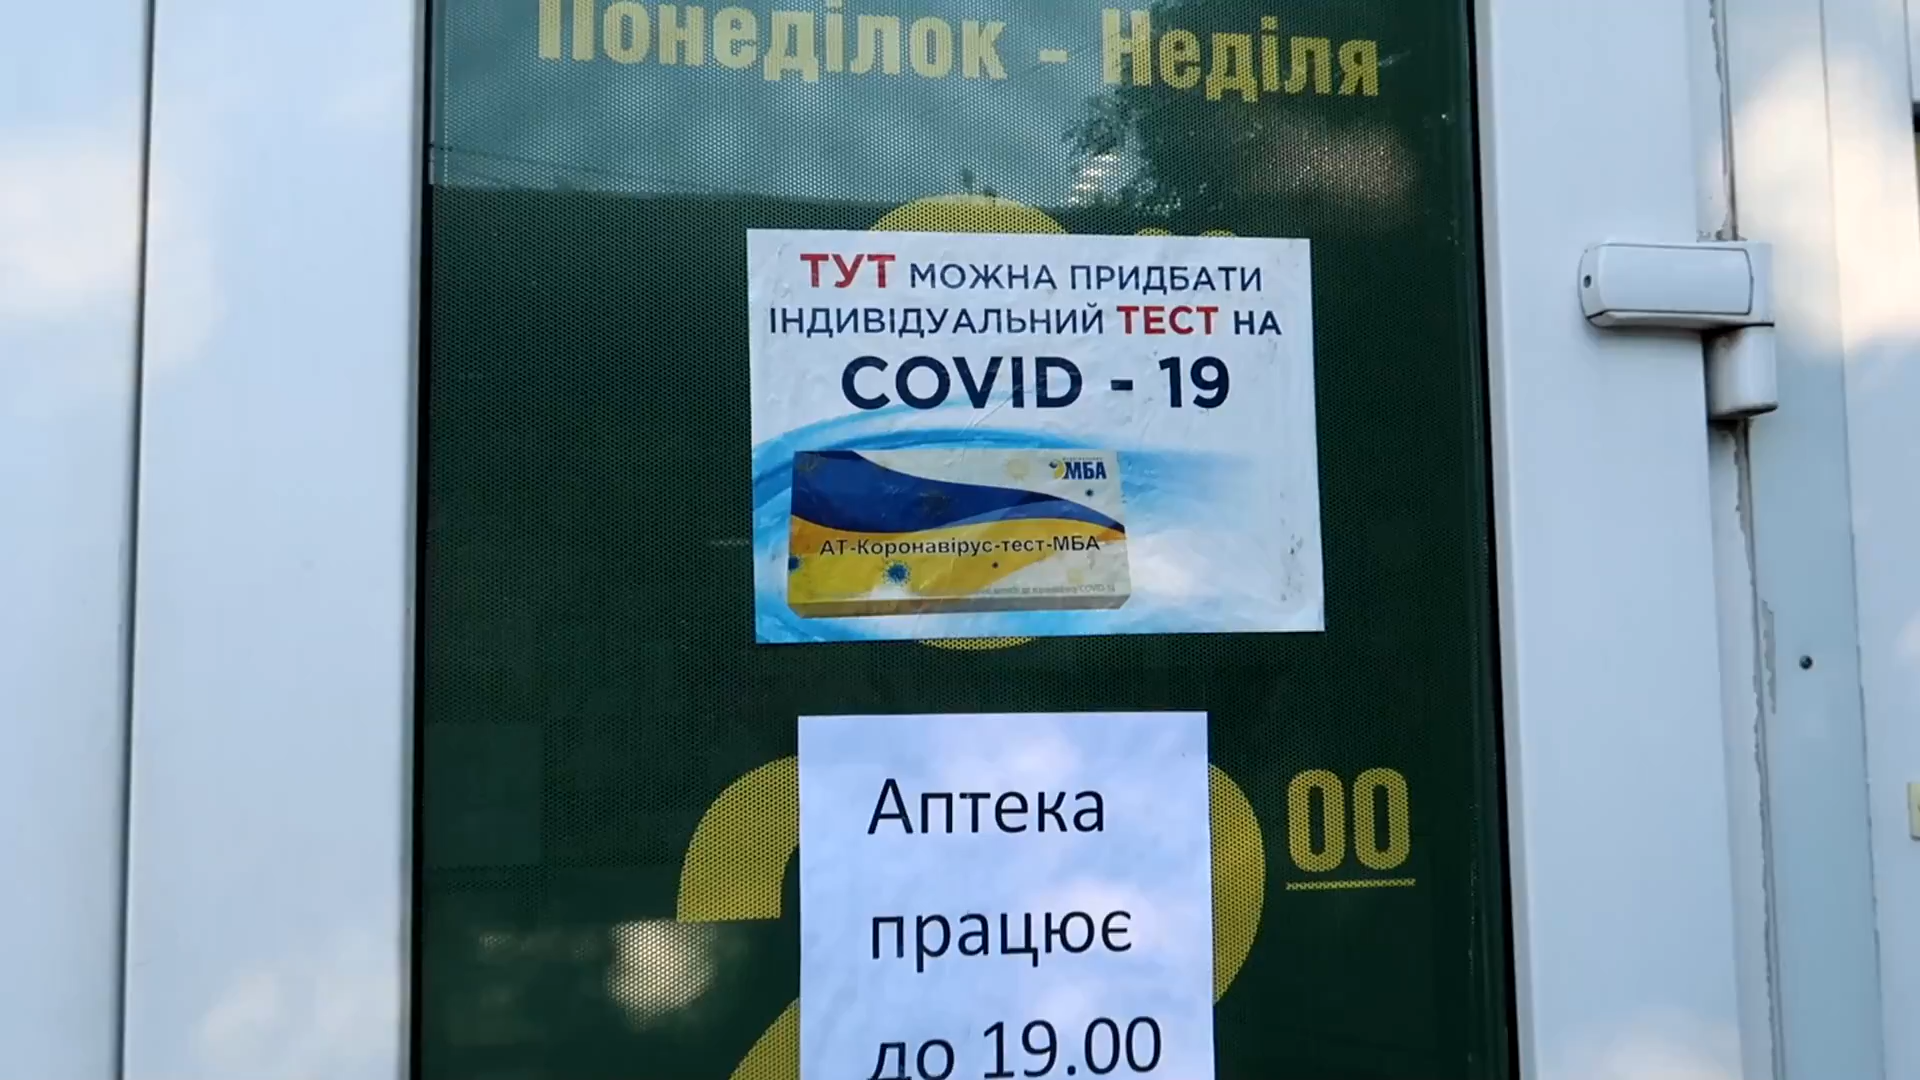 Понеділок - Неділя
ТУТ МОЖНА ПРИДБАТИ
ІНДИВІДУАЛЬНИЙ ТЕСТ НА
COVID - 19
МБА
АТ-Коронавірус-тест-МБА
Аптека
00
працює
до 19.00